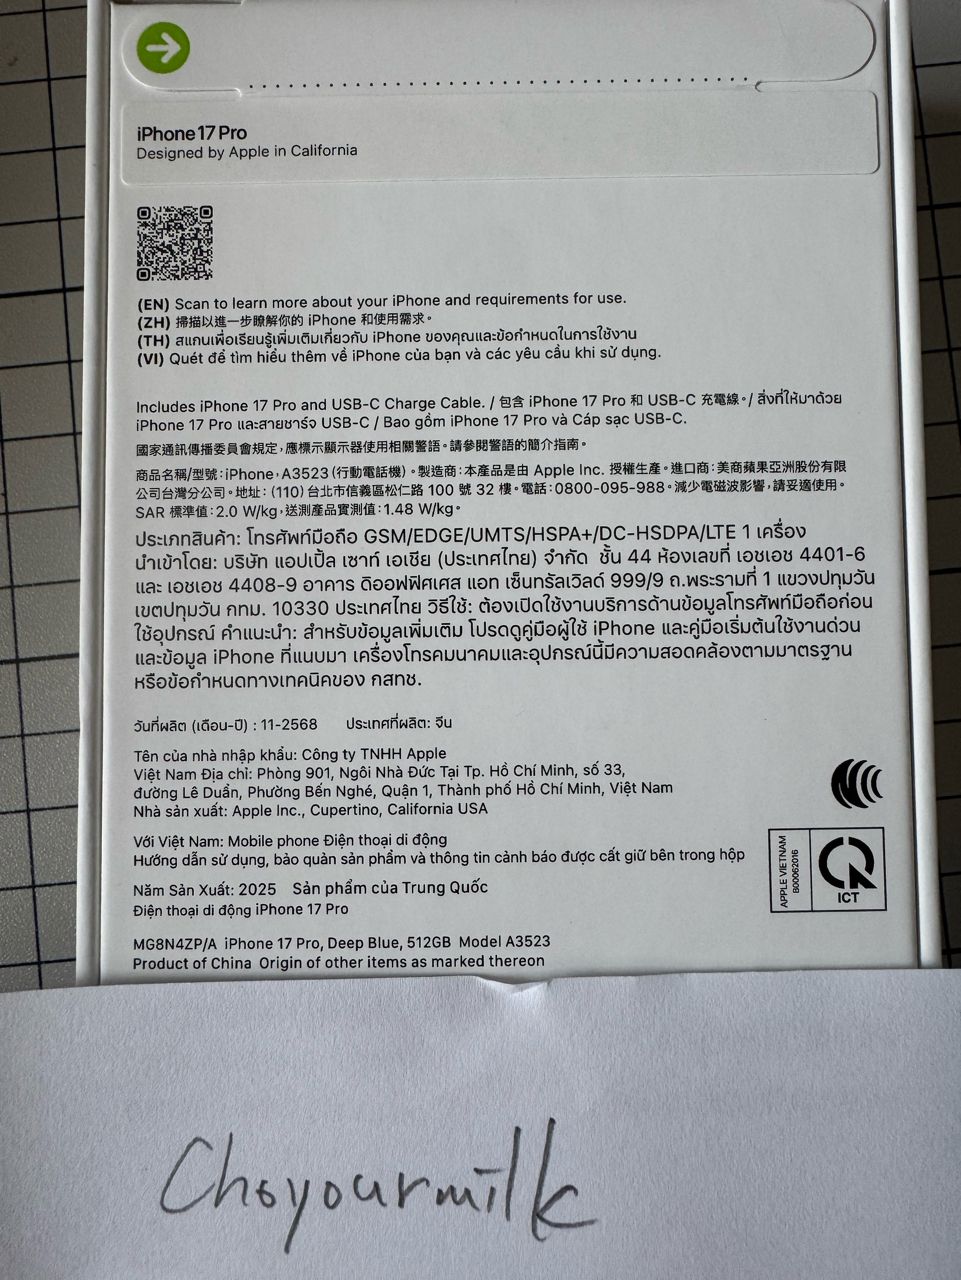 iPhone 17 Pro
Designed by Apple in California
(EN) Scan to learn more about your iPhone and requirements for use.
(ZH) 掃描以進一步瞭解你的 iPhone 和使用需求。
(TH) สแกนเพื่อเรียนรู้เพิ่มเติมเกี่ยวกับ iPhone ของคุณและข้อกำหนดในการใช้งาน
(VI) Quét để tìm hiểu thêm về iPhone của bạn và các yêu cầu khi sử dụng.
Includes iPhone 17 Pro and USB-C Charge Cable. / 包含 iPhone 17 Pro 和 USB-C 充電線。/ สิ่งที่ให้มาด้วย
iPhone 17 Pro และสายชาร์จ USB-C / Bao gồm iPhone 17 Pro và Cáp sạc USB-C.
國家通訊傳播委員會規定，應標示顯示器使用相關警語。請參閱警語的簡介指南。
商品名稱/型號：iPhone，A3523（行動電話機）。製造商：本產品是由 Apple Inc. 授權生產。進口商：美商蘋果亞洲股份有限
公司台灣分公司。地址：（110）台北市信義區松仁路 100 號 32 樓。電話：0800-095-988。減少電磁波影響，請妥適使用。
SAR 標準值：2.0 W/kg，送測產品實測值：1.48 W/kg。
ประเภทสินค้า: โทรศัพท์มือถือ GSM/EDGE/UMTS/HSPA+/DC-HSDPA/LTE 1 เครื่อง
นำเข้าโดย: บริษัท แอปเปิ้ล เซาท์ เอเชีย (ประเทศไทย) จำกัด ชั้น 44 ห้องเลขที่ เอชเอช 4401-6
และ เอชเอช 4408-9 อาคาร ดิออฟฟิศเศส แอท เซ็นทรัลเวิลด์ 999/9 ถ.พระรามที่ 1 แขวงปทุมวัน
เขตปทุมวัน กทม. 10330 ประเทศไทย วิธีใช้: ต้องเปิดใช้งานบริการด้านข้อมูลโทรศัพท์มือถือก่อน
ใช้อุปกรณ์ คำแนะนำ: สำหรับข้อมูลเพิ่มเติม โปรดดูคู่มือผู้ใช้ iPhone และคู่มือเริ่มต้นใช้งานด่วน
และข้อมูล iPhone ที่แนบมา เครื่องโทรคมนาคมและอุปกรณ์นี้มีความสอดคล้องตามมาตรฐาน
หรือข้อกำหนดทางเทคนิคของ กสทช.
วันที่ผลิต (เดือน-ปี) : 11-2568 ประเทศที่ผลิต: จีน
Tên của nhà nhập khẩu: Công ty TNHH Apple
Việt Nam Địa chỉ: Phòng 901, Ngôi Nhà Đức Tại Tp. Hồ Chí Minh, số 33,
đường Lê Duẩn, Phường Bến Nghé, Quận 1, Thành phố Hồ Chí Minh, Việt Nam
Nhà sản xuất: Apple Inc., Cupertino, California USA
Với Việt Nam: Mobile phone Điện thoại di động
Hướng dẫn sử dụng, bảo quản sản phẩm và thông tin cảnh báo được cất giữ bên trong hộp
Năm Sản Xuất: 2025 Sản phẩm của Trung Quốc
Điện thoại di động iPhone 17 Pro
APPLE VIETNAM
B00062016
ICT
MG8N4ZP/A iPhone 17 Pro, Deep Blue, 512GB Model A3523
Product of China Origin of other items as marked thereon
Choyourmilk